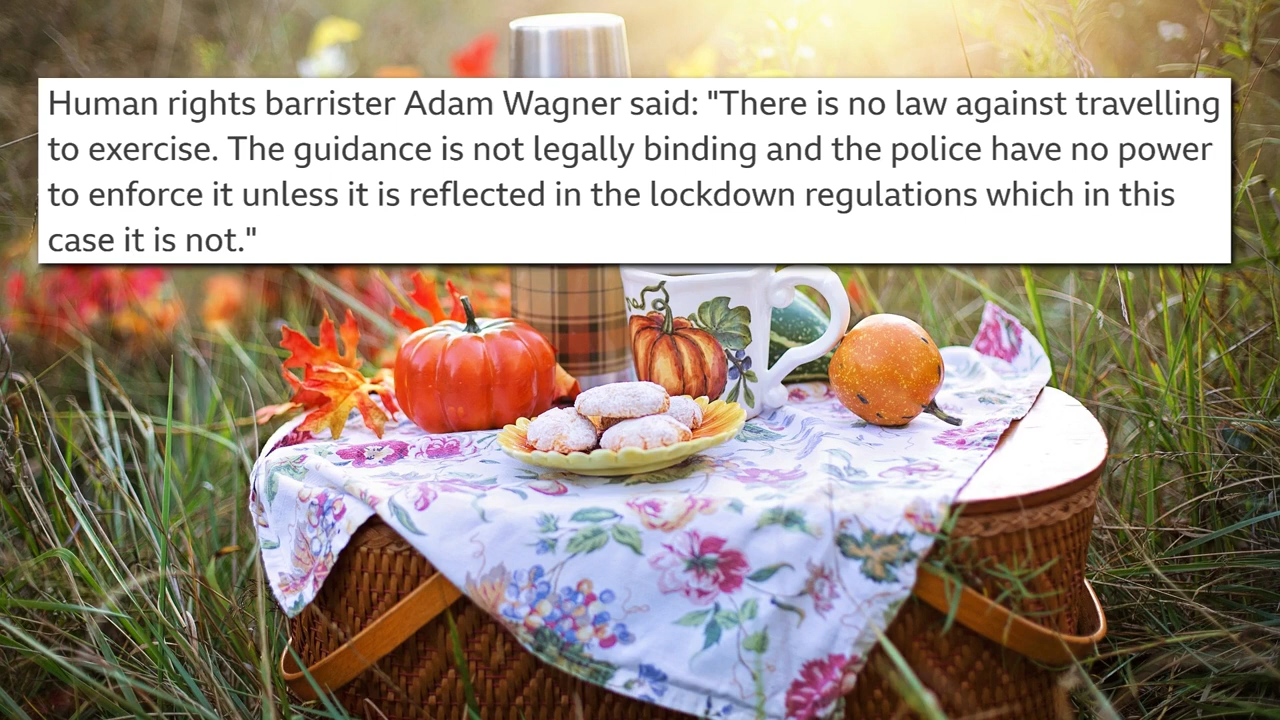 Human rights barrister Adam Wagner said: "There is no law against travelling
to exercise. The guidance is not legally binding and the police have no power
to enforce it unless it is reflected in the lockdown regulations which in this
case it is not."